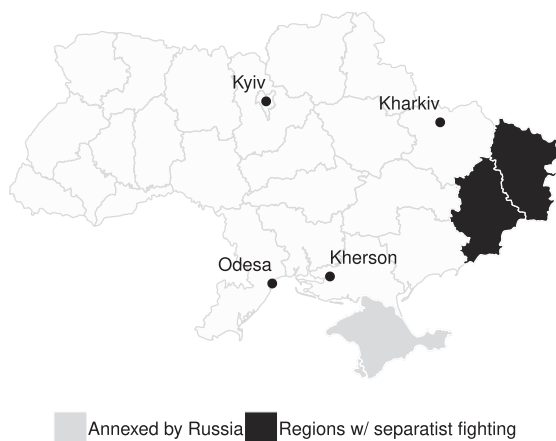 Kyiv
Kharkiv
Odesa
Kherson
Annexed by Russia
Regions w/ separatist fighting